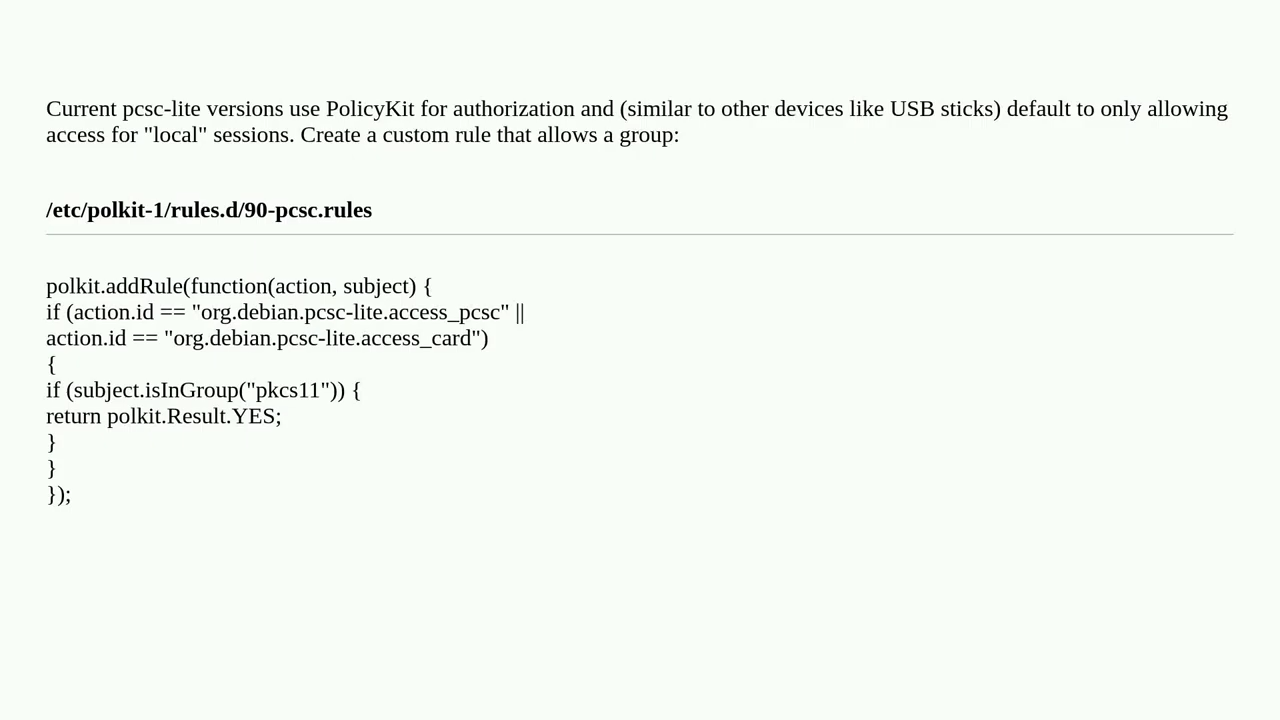 Current pcsc-lite versions use PolicyKit for authorization and (similar to other devices like USB sticks) default to only allowing
access for "local" sessions. Create a custom rule that allows a group:
/etc/polkit-1/rules.d/90-pcsc.rules
polkit.addRule(function(action, subject) {
if (action.id == "org.debian.pcsc-lite.access_pcsc" ||
action.id == "org.debian.pcsc-lite.access_card")
{
if (subject.isInGroup("pkcs11")) {
return polkit.Result.YES;
}
}
});